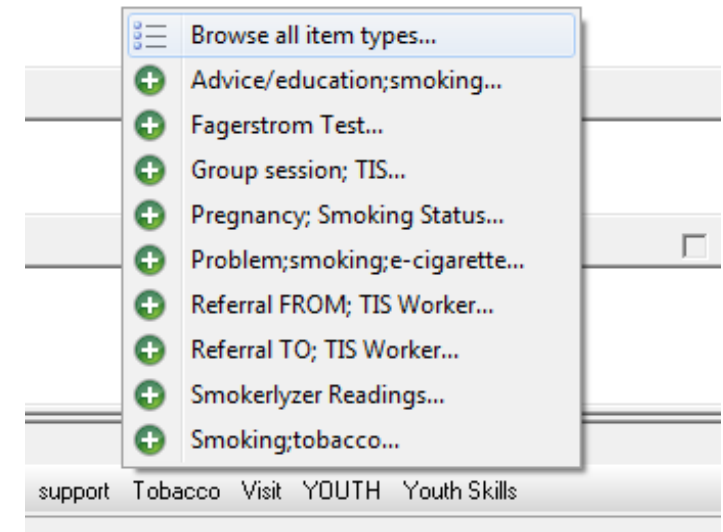 Browse all item types...
Advice/education;smoking...
Fagerstrom Test...
Group session; TIS...
Pregnancy; Smoking Status...
Problem;smoking;e-cigarette...
Referral FROM; TIS Worker...
Referral TO; TIS Worker...
Smokerlyzer Readings...
Smoking;tobacco...
support Tobacco Visit YOUTH Youth Skills